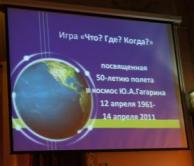 Игра «Что? Где? Когда?»
посвященная
50-летию полета
в космос Ю.А.Гагарина
12 апреля 1961-
14 апреля 2011